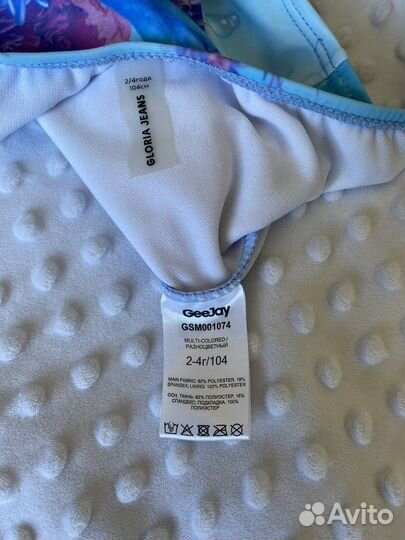 2/4года
104см
GLORIA JEANS
GeeJay
GSM001074
MULTI-COLORED /
РАЗНОЦВЕТНЫЙ
2-4г/104
MAIN FABRIC: 82% POLYESTER, 18%
SPANDEX; LINING: 100% POLYESTER
ОСН. ТКАНЬ: 82% ПОЛИЭСТЕР, 18%
СПАНДЕКС; ПОДКЛАДКА: 100%
ПОЛИЭСТЕР
Avito